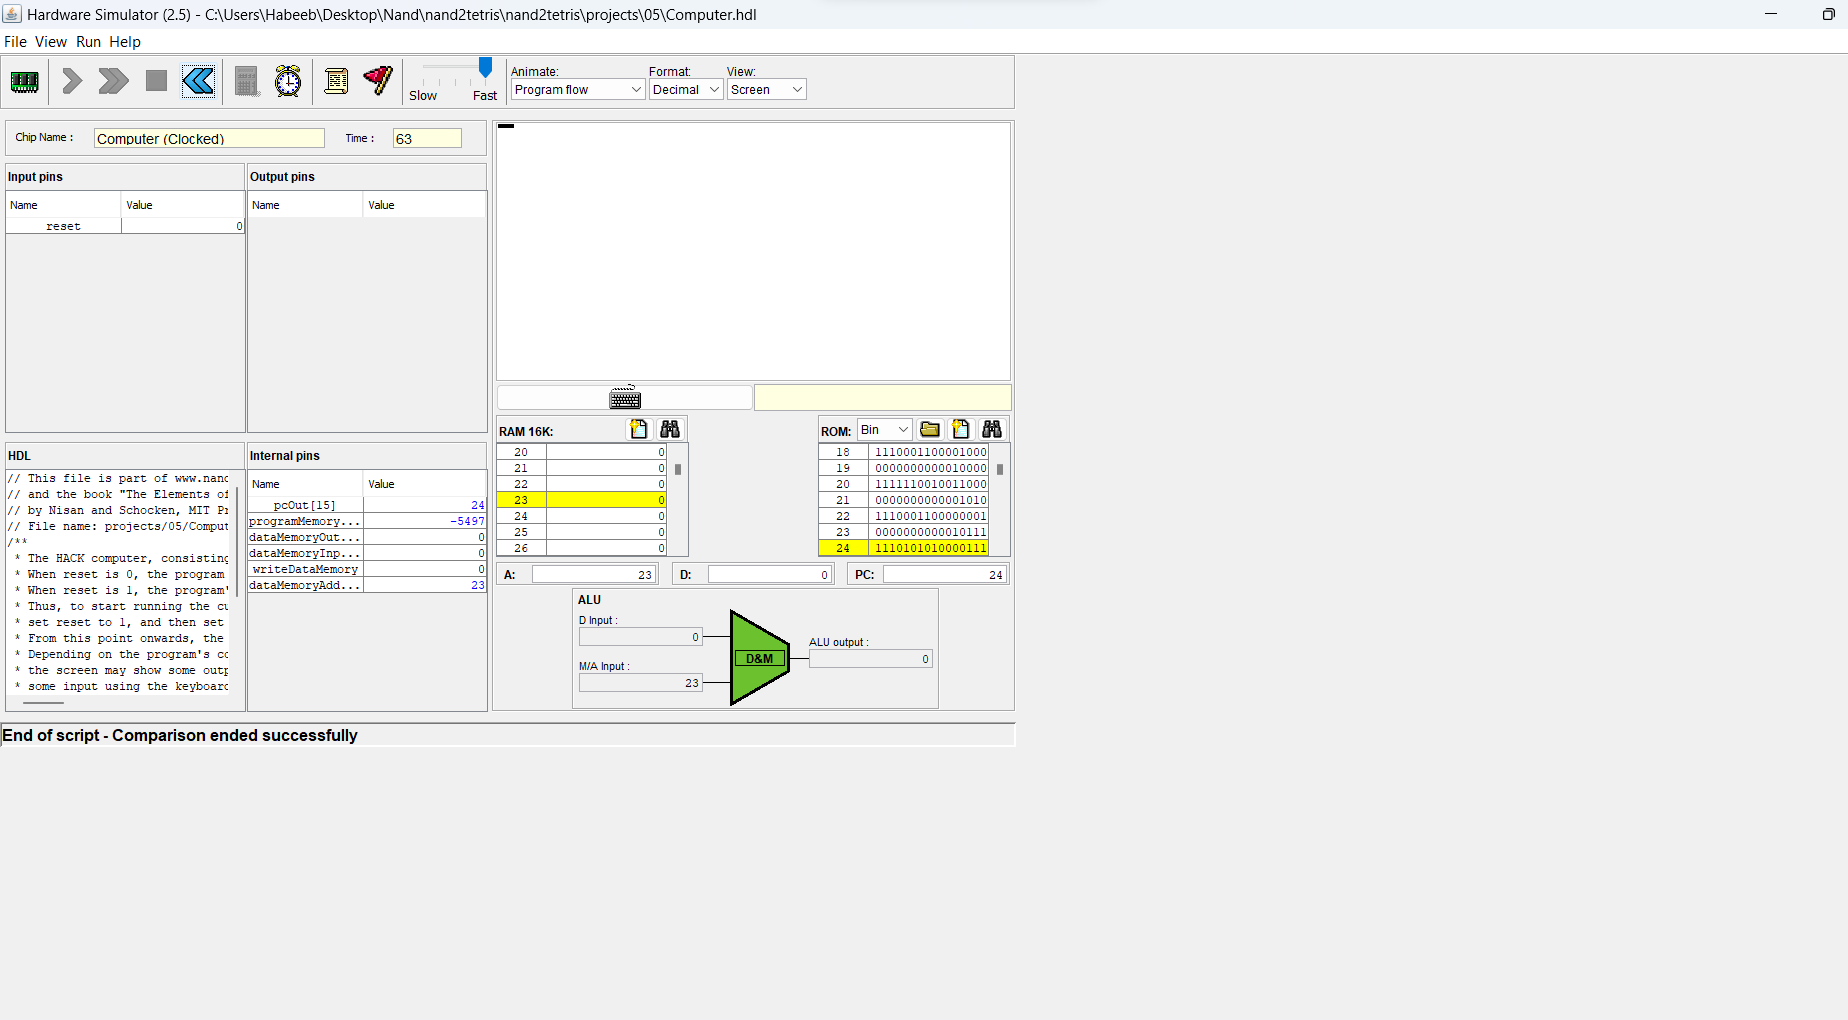 Hardware Simulator (2.5) - C:\Users\Habeeb\Desktop\Nand\nand2tetris\nand2tetris\projects\05\Computer.hdl
File View Run Help
Slow Fast
Animate: Format: View:
Program flow Decimal Screen
Chip Name : Computer (Clocked) Time : 63
Input pins
Name Value
reset 0
Output pins
Name Value
HDL
// This file is part of www.nand
// and the book "The Elements of
// by Nisan and Schocken, MIT Pr
// File name: projects/05/Comput
/**
* The HACK computer, consisting
* When reset is 0, the program
* When reset is 1, the program'
* Thus, to start running the cu
* set reset to 1, and then set
* From this point onwards, the
* Depending on the program's co
* the screen may show some outp
* some input using the keyboard
Internal pins
Name Value
pcOut[15] 24
programMemory... -5497
dataMemoryOut... 0
dataMemoryInp... 0
writeDataMemory 0
dataMemoryAdd... 23
RAM 16K:
20 0
21 0
22 0
23 0
24 0
25 0
26 0
ROM: Bin
18 1110001100001000
19 0000000000010000
20 1111110010011000
21 0000000000001010
22 1110001100000001
23 0000000000010111
24 1110101010000111
A: 23 D: 0 PC: 24
ALU
D Input :
0
M/A Input :
23
D&M
ALU output :
0
End of script - Comparison ended successfully